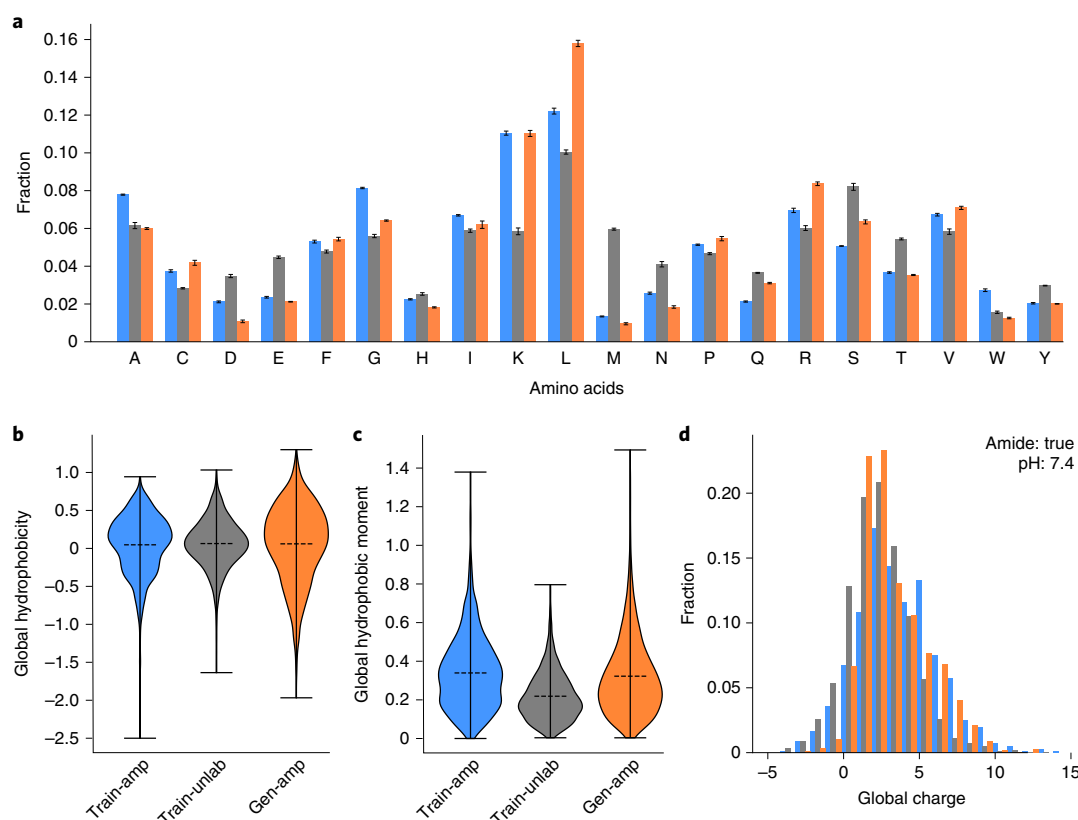 a
0.16
0.14
0.12
0.10
0.08
0.06
0.04
0.02
0
Fraction
A C D E F G H I K L M N P Q R S T V W Y
Amino acids
b
1.0
0.5
0
−0.5
−1.0
−1.5
−2.0
−2.5
Global hydrophobicity
Train-amp Train-unlab Gen-amp
c
1.4
1.2
1.0
0.8
0.6
0.4
0.2
0
Global hydrophobic moment
Train-amp Train-unlab Gen-amp
d
Amide: true
pH: 7.4
0.20
0.15
0.10
0.05
0
Fraction
−5 0 5 10 15
Global charge